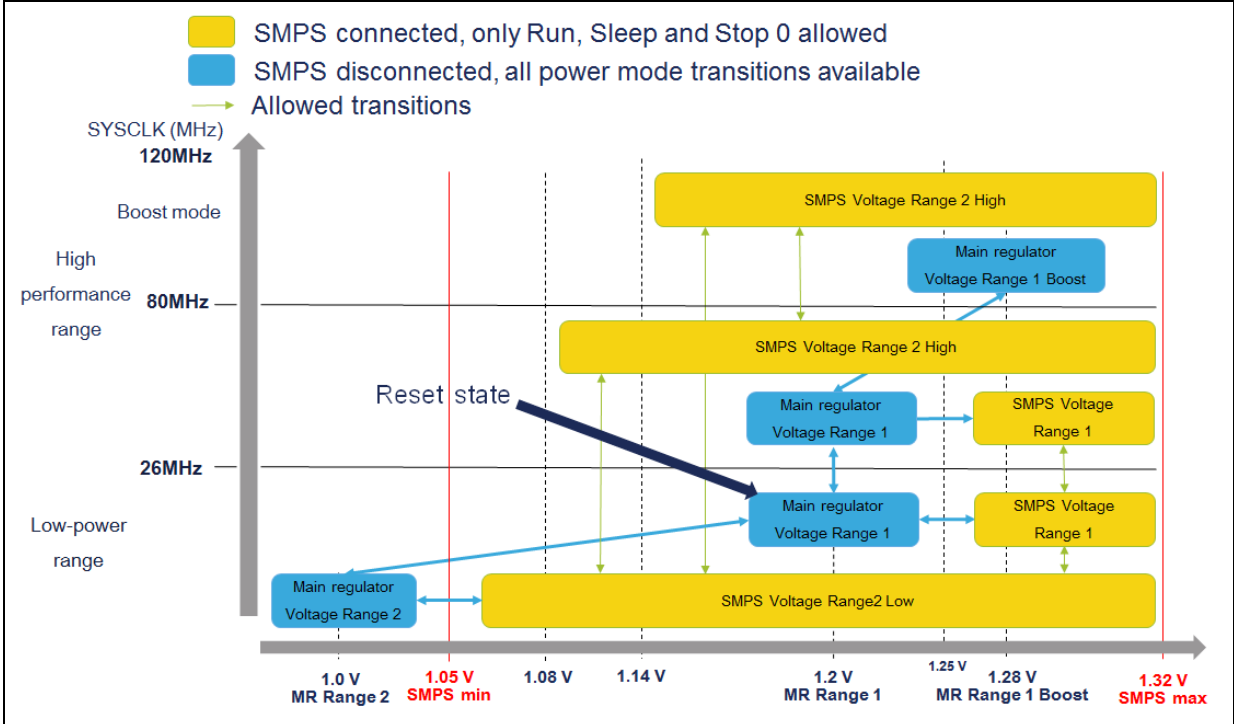 SMPS connected, only Run, Sleep and Stop 0 allowed
SMPS disconnected, all power mode transitions available
Allowed transitions
SYSCLK (MHz)
120MHz
Boost mode
SMPS Voltage Range 2 High
High
performance
range
Main regulator
Voltage Range 1 Boost
80MHz
SMPS Voltage Range 2 High
Reset state
Main regulator
Voltage Range 1
SMPS Voltage
Range 1
26MHz
Low-power
range
Main regulator
Voltage Range 1
SMPS Voltage
Range 1
Main regulator
Voltage Range 2
SMPS Voltage Range2 Low
1.0 V
MR Range 2
1.05 V
SMPS min
1.08 V
1.14 V
1.2 V
MR Range 1
1.25 V
1.28 V
MR Range 1 Boost
1.32 V
SMPS max